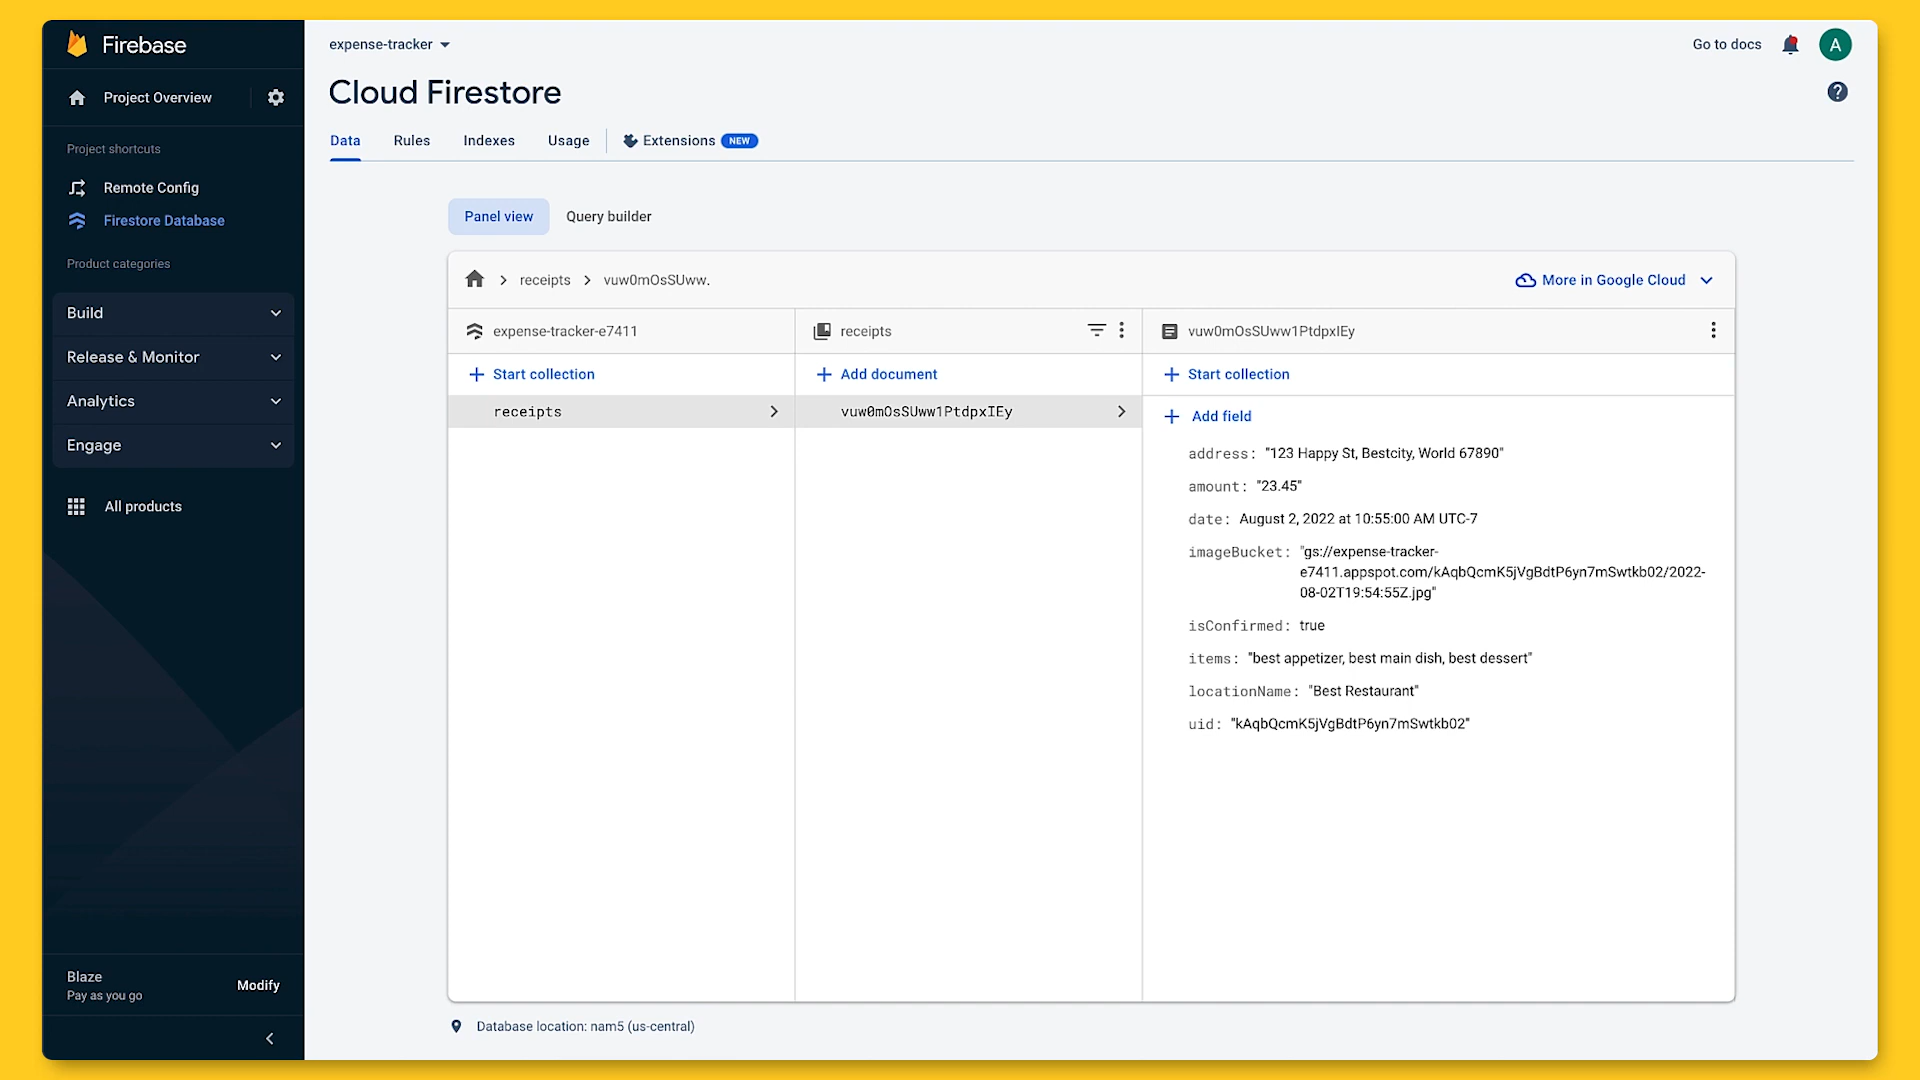 Firebase
Project Overview
Project shortcuts
Remote Config
Firestore Database
Product categories
Build
Release & Monitor
Analytics
Engage
All products
Blaze
Pay as you go
Modify
expense-tracker
Go to docs
A
Cloud Firestore
?
Data
Rules
Indexes
Usage
Extensions NEW
Panel view
Query builder
receipts
vuw0mOsSUww.
More in Google Cloud
expense-tracker-e7411
Start collection
receipts
receipts
Add document
vuw0mOsSUww1PtdpxIEy
vuw0mOsSUww1PtdpxIEy
Start collection
Add field
address: "123 Happy St, Bestcity, World 67890"
amount: "23.45"
date: August 2, 2022 at 10:55:00 AM UTC-7
imageBucket: "gs://expense-tracker-
e7411.appspot.com/kAqbQcmK5jVgBdtP6yn7mSwtkb02/2022-
08-02T19:54:55Z.jpg"
isConfirmed: true
items: "best appetizer, best main dish, best dessert"
locationName: "Best Restaurant"
uid: "kAqbQcmK5jVgBdtP6yn7mSwtkb02"
Database location: nam5 (us-central)